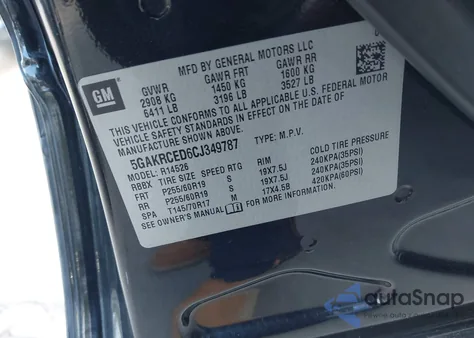 MFD BY GENERAL MOTORS LLC
GM
GVWR GAWR FRT GAWR RR
2908 KG 1450 KG 1600 KG
6411 LB 3196 LB 3527 LB
THIS VEHICLE CONFORMS TO ALL APPLICABLE U.S. FEDERAL MOTOR
VEHICLE SAFETY STANDARDS IN EFFECT ON THE DATE OF
MANUFACTURE SHOWN ABOVE.
5GAKRCED6CJ349787 TYPE: M.P.V.
MODEL: R14526
RBBX TIRE SIZE SPEED RTG RIM COLD TIRE PRESSURE
FRT P255/60R19 S 19X7.5J 240KPA(35PSI)
RR P255/60R19 S 19X7.5J 240KPA(35PSI)
SPA T145/70R17 M 17X4.5B 420KPA(60PSI)
SEE OWNER'S MANUAL FOR MORE INFORMATION.
autoSnap